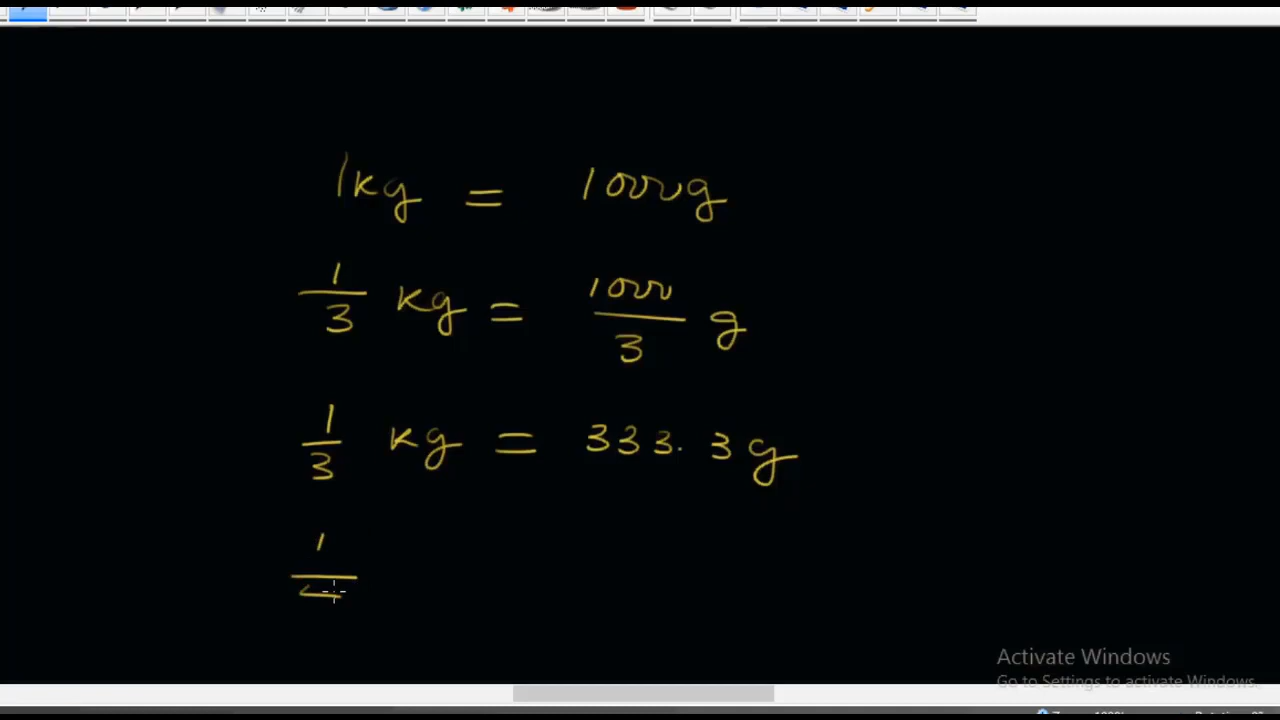 1kg = 1000g
1/3 kg = 1000/3 g
1/3 kg = 333.3g
1
Activate Windows
Go to Settings to activate Windows.